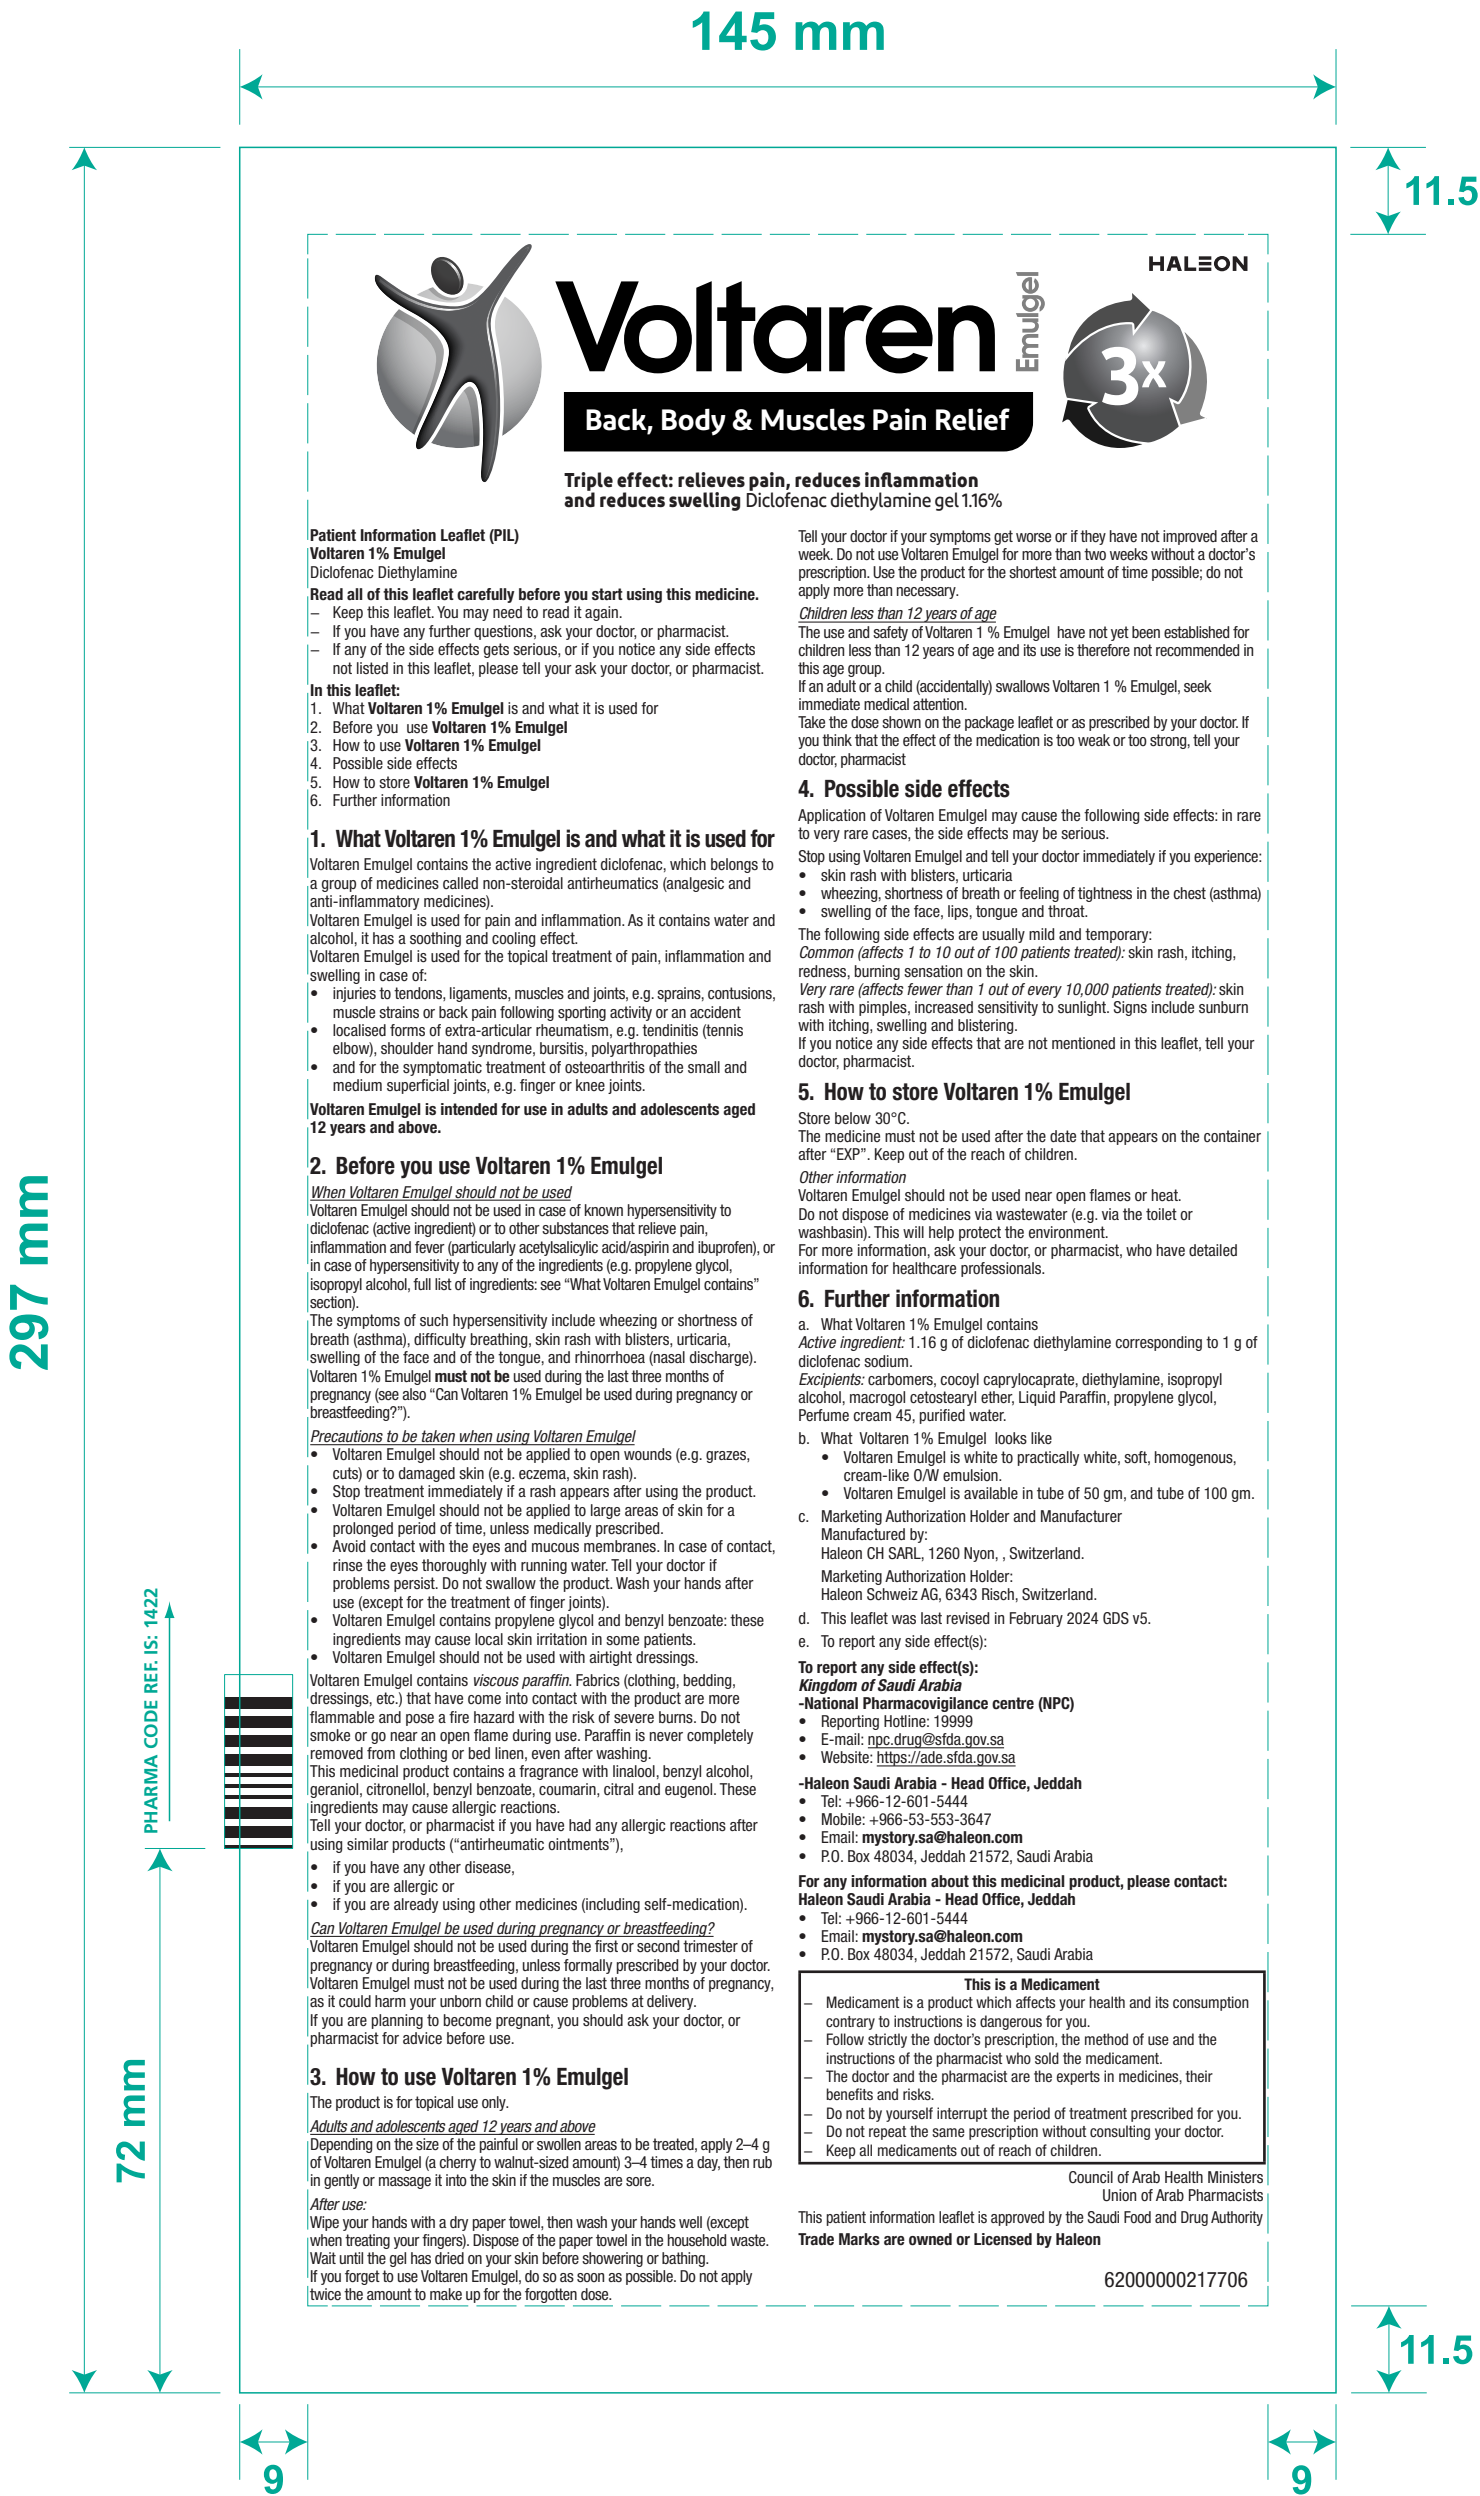 145 mm
11.5
HALEON
Voltaren
Emulgel
3x
Back, Body & Muscles Pain Relief
Triple effect: relieves pain, reduces inflammation
and reduces swelling Diclofenac diethylamine gel 1.16%
Patient Information Leaflet (PIL)
Voltaren 1% Emulgel
Diclofenac Diethylamine
Read all of this leaflet carefully before you start using this medicine.
– Keep this leaflet. You may need to read it again.
– If you have any further questions, ask your doctor, or pharmacist.
– If any of the side effects gets serious, or if you notice any side effects
not listed in this leaflet, please tell your ask your doctor, or pharmacist.
In this leaflet:
1. What Voltaren 1% Emulgel is and what it is used for
2. Before you use Voltaren 1% Emulgel
3. How to use Voltaren 1% Emulgel
4. Possible side effects
5. How to store Voltaren 1% Emulgel
6. Further information
1. What Voltaren 1% Emulgel is and what it is used for
Voltaren Emulgel contains the active ingredient diclofenac, which belongs to
a group of medicines called non-steroidal antirheumatics (analgesic and
anti-inflammatory medicines).
Voltaren Emulgel is used for pain and inflammation. As it contains water and
alcohol, it has a soothing and cooling effect.
Voltaren Emulgel is used for the topical treatment of pain, inflammation and
swelling in case of:
• injuries to tendons, ligaments, muscles and joints, e.g. sprains, contusions,
muscle strains or back pain following sporting activity or an accident
• localised forms of extra-articular rheumatism, e.g. tendinitis (tennis
elbow), shoulder hand syndrome, bursitis, polyarthropathies
• and for the symptomatic treatment of osteoarthritis of the small and
medium superficial joints, e.g. finger or knee joints.
Voltaren Emulgel is intended for use in adults and adolescents aged
12 years and above.
2. Before you use Voltaren 1% Emulgel
When Voltaren Emulgel should not be used
Voltaren Emulgel should not be used in case of known hypersensitivity to
diclofenac (active ingredient) or to other substances that relieve pain,
inflammation and fever (particularly acetylsalicylic acid/aspirin and ibuprofen), or
in case of hypersensitivity to any of the ingredients (e.g. propylene glycol,
isopropyl alcohol, full list of ingredients: see “What Voltaren Emulgel contains”
section).
The symptoms of such hypersensitivity include wheezing or shortness of
breath (asthma), difficulty breathing, skin rash with blisters, urticaria,
swelling of the face and of the tongue, and rhinorrhoea (nasal discharge).
Voltaren 1% Emulgel must not be used during the last three months of
pregnancy (see also “Can Voltaren 1% Emulgel be used during pregnancy or
breastfeeding?”).
Precautions to be taken when using Voltaren Emulgel
• Voltaren Emulgel should not be applied to open wounds (e.g. grazes,
cuts) or to damaged skin (e.g. eczema, skin rash).
• Stop treatment immediately if a rash appears after using the product.
• Voltaren Emulgel should not be applied to large areas of skin for a
prolonged period of time, unless medically prescribed.
• Avoid contact with the eyes and mucous membranes. In case of contact,
rinse the eyes thoroughly with running water. Tell your doctor if
problems persist. Do not swallow the product. Wash your hands after
use (except for the treatment of finger joints).
• Voltaren Emulgel contains propylene glycol and benzyl benzoate: these
ingredients may cause local skin irritation in some patients.
• Voltaren Emulgel should not be used with airtight dressings.
Voltaren Emulgel contains viscous paraffin. Fabrics (clothing, bedding,
dressings, etc.) that have come into contact with the product are more
flammable and pose a fire hazard with the risk of severe burns. Do not
smoke or go near an open flame during use. Paraffin is never completely
removed from clothing or bed linen, even after washing.
This medicinal product contains a fragrance with linalool, benzyl alcohol,
geraniol, citronellol, benzyl benzoate, coumarin, citral and eugenol. These
ingredients may cause allergic reactions.
Tell your doctor, or pharmacist if you have had any allergic reactions after
using similar products (“antirheumatic ointments”),
• if you have any other disease,
• if you are allergic or
• if you are already using other medicines (including self-medication).
Can Voltaren Emulgel be used during pregnancy or breastfeeding?
Voltaren Emulgel should not be used during the first or second trimester of
pregnancy or during breastfeeding, unless formally prescribed by your doctor.
Voltaren Emulgel must not be used during the last three months of pregnancy,
as it could harm your unborn child or cause problems at delivery.
If you are planning to become pregnant, you should ask your doctor, or
pharmacist for advice before use.
3. How to use Voltaren 1% Emulgel
The product is for topical use only.
Adults and adolescents aged 12 years and above
Depending on the size of the painful or swollen areas to be treated, apply 2–4 g
of Voltaren Emulgel (a cherry to walnut-sized amount) 3–4 times a day, then rub
in gently or massage it into the skin if the muscles are sore.
After use:
Wipe your hands with a dry paper towel, then wash your hands well (except
when treating your fingers). Dispose of the paper towel in the household waste.
Wait until the gel has dried on your skin before showering or bathing.
If you forget to use Voltaren Emulgel, do so as soon as possible. Do not apply
twice the amount to make up for the forgotten dose.
Tell your doctor if your symptoms get worse or if they have not improved after a
week. Do not use Voltaren Emulgel for more than two weeks without a doctor’s
prescription. Use the product for the shortest amount of time possible; do not
apply more than necessary.
Children less than 12 years of age
The use and safety of Voltaren 1 % Emulgel have not yet been established for
children less than 12 years of age and its use is therefore not recommended in
this age group.
If an adult or a child (accidentally) swallows Voltaren 1 % Emulgel, seek
immediate medical attention.
Take the dose shown on the package leaflet or as prescribed by your doctor. If
you think that the effect of the medication is too weak or too strong, tell your
doctor, pharmacist
4. Possible side effects
Application of Voltaren Emulgel may cause the following side effects: in rare
to very rare cases, the side effects may be serious.
Stop using Voltaren Emulgel and tell your doctor immediately if you experience:
• skin rash with blisters, urticaria
• wheezing, shortness of breath or feeling of tightness in the chest (asthma)
• swelling of the face, lips, tongue and throat.
The following side effects are usually mild and temporary:
Common (affects 1 to 10 out of 100 patients treated): skin rash, itching,
redness, burning sensation on the skin.
Very rare (affects fewer than 1 out of every 10,000 patients treated): skin
rash with pimples, increased sensitivity to sunlight. Signs include sunburn
with itching, swelling and blistering.
If you notice any side effects that are not mentioned in this leaflet, tell your
doctor, pharmacist.
5. How to store Voltaren 1% Emulgel
Store below 30°C.
The medicine must not be used after the date that appears on the container
after “EXP”. Keep out of the reach of children.
Other information
Voltaren Emulgel should not be used near open flames or heat.
Do not dispose of medicines via wastewater (e.g. via the toilet or
washbasin). This will help protect the environment.
For more information, ask your doctor, or pharmacist, who have detailed
information for healthcare professionals.
6. Further information
a. What Voltaren 1% Emulgel contains
Active ingredient: 1.16 g of diclofenac diethylamine corresponding to 1 g of
diclofenac sodium.
Excipients: carbomers, cocoyl caprylocaprate, diethylamine, isopropyl
alcohol, macrogol cetostearyl ether, Liquid Paraffin, propylene glycol,
Perfume cream 45, purified water.
b. What Voltaren 1% Emulgel looks like
• Voltaren Emulgel is white to practically white, soft, homogenous,
cream-like O/W emulsion.
• Voltaren Emulgel is available in tube of 50 gm, and tube of 100 gm.
c. Marketing Authorization Holder and Manufacturer
Manufactured by:
Haleon CH SARL, 1260 Nyon, , Switzerland.
Marketing Authorization Holder:
Haleon Schweiz AG, 6343 Risch, Switzerland.
d. This leaflet was last revised in February 2024 GDS v5.
e. To report any side effect(s):
To report any side effect(s):
Kingdom of Saudi Arabia
-National Pharmacovigilance centre (NPC)
• Reporting Hotline: 19999
• E-mail: npc.drug@sfda.gov.sa
• Website: https://ade.sfda.gov.sa
-Haleon Saudi Arabia - Head Office, Jeddah
• Tel: +966-12-601-5444
• Mobile: +966-53-553-3647
• Email: mystory.sa@haleon.com
• P.O. Box 48034, Jeddah 21572, Saudi Arabia
For any information about this medicinal product, please contact:
Haleon Saudi Arabia - Head Office, Jeddah
• Tel: +966-12-601-5444
• Email: mystory.sa@haleon.com
• P.O. Box 48034, Jeddah 21572, Saudi Arabia
This is a Medicament
– Medicament is a product which affects your health and its consumption
contrary to instructions is dangerous for you.
– Follow strictly the doctor’s prescription, the method of use and the
instructions of the pharmacist who sold the medicament.
– The doctor and the pharmacist are the experts in medicines, their
benefits and risks.
– Do not by yourself interrupt the period of treatment prescribed for you.
– Do not repeat the same prescription without consulting your doctor.
– Keep all medicaments out of reach of children.
Council of Arab Health Ministers
Union of Arab Pharmacists
This patient information leaflet is approved by the Saudi Food and Drug Authority
Trade Marks are owned or Licensed by Haleon
62000000217706
297 mm
PHARMA CODE REF. IS: 1422
72 mm
11.5
9
9